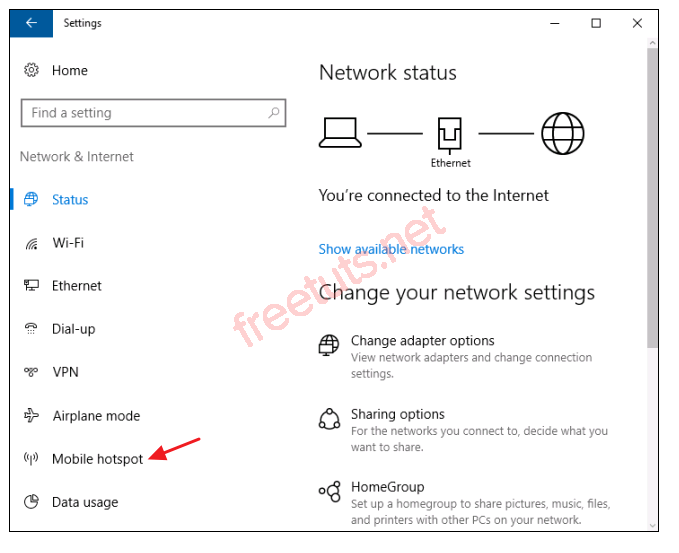 Settings
Home
Find a setting
Network & Internet
Status
Wi-Fi
Ethernet
Dial-up
VPN
Airplane mode
Mobile hotspot
Data usage
Network status
Ethernet
You're connected to the Internet
Show available networks
Change your network settings
Change adapter options
View network adapters and change connection
settings.
Sharing options
For the networks you connect to, decide what you
want to share.
HomeGroup
Set up a homegroup to share pictures, music, files,
and printers with other PCs on your network.
freetuts.net